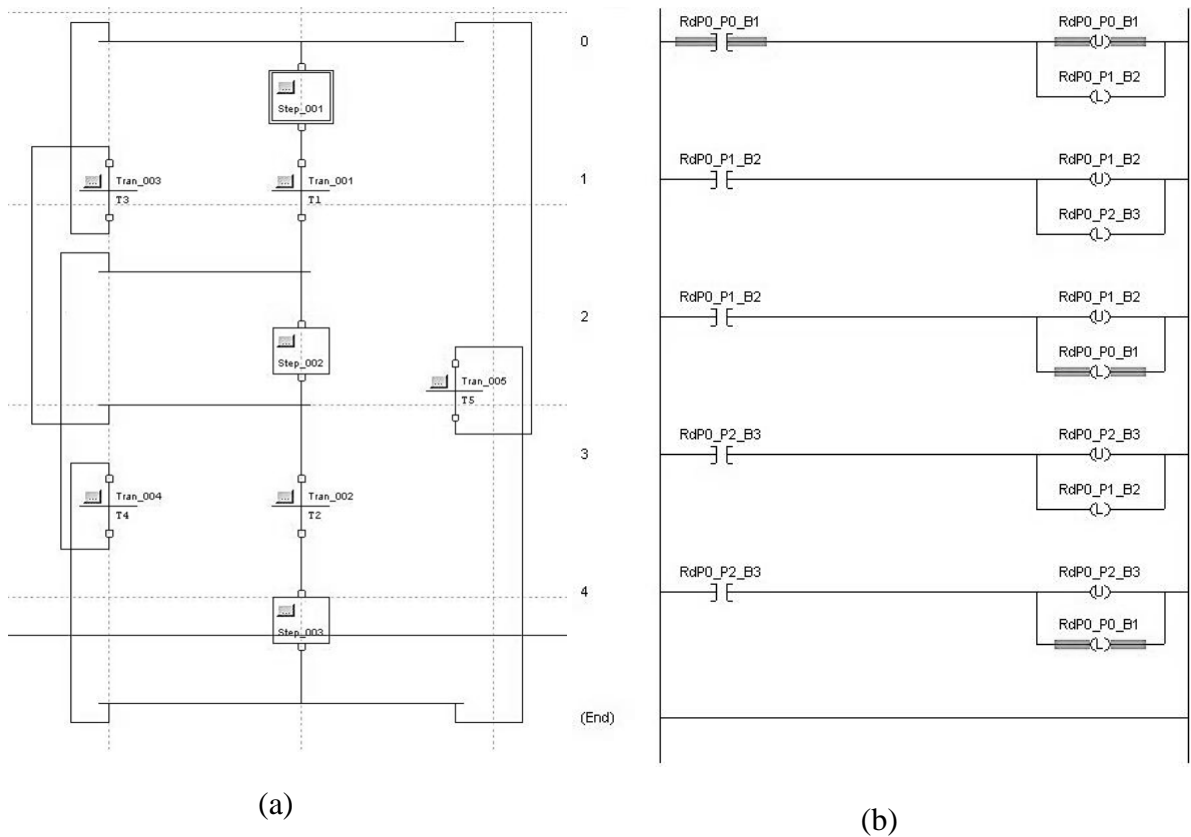 Step_001
Tran_003
T3
Tran_001
T1
Step_002
Tran_005
T5
Tran_004
T4
Tran_002
T2
Step_003
(a)
0
RdP0_P0_B1
RdP0_P0_B1
(U)
RdP0_P1_B2
(L)
1
RdP0_P1_B2
RdP0_P1_B2
(U)
RdP0_P2_B3
(L)
2
RdP0_P1_B2
RdP0_P1_B2
(U)
RdP0_P0_B1
(L)
3
RdP0_P2_B3
RdP0_P2_B3
(U)
RdP0_P1_B2
(L)
4
RdP0_P2_B3
RdP0_P2_B3
(U)
RdP0_P0_B1
(L)
(End)
(b)